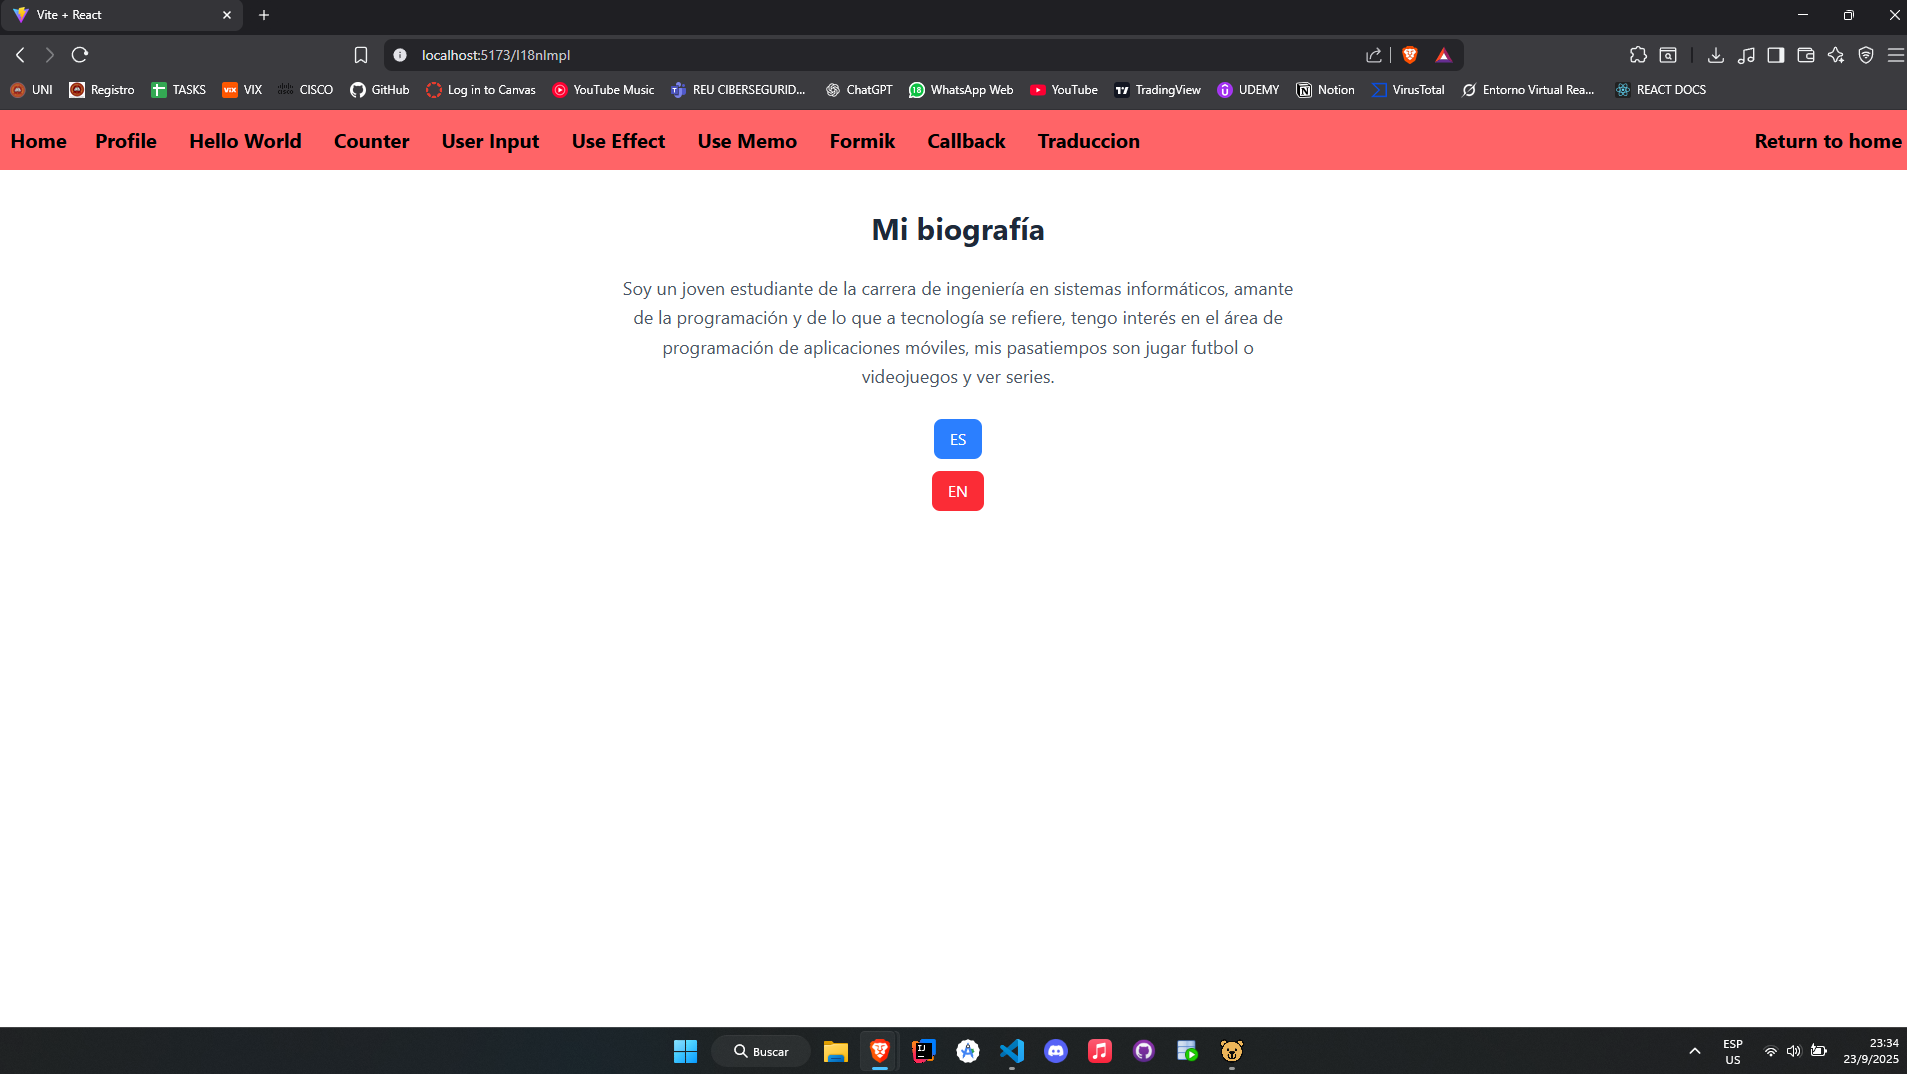 Vite + React
localhost:5173/I18nImpl
UNI Registro TASKS VIX CISCO GitHub Log in to Canvas YouTube Music REU CIBERSEGURID... ChatGPT WhatsApp Web YouTube TradingView UDEMY Notion VirusTotal Entorno Virtual Rea... REACT DOCS
Home Profile Hello World Counter User Input Use Effect Use Memo Formik Callback Traduccion Return to home
Mi biografía
Soy un joven estudiante de la carrera de ingeniería en sistemas informáticos, amante
de la programación y de lo que a tecnología se refiere, tengo interés en el área de
programación de aplicaciones móviles, mis pasatiempos son jugar futbol o
videojuegos y ver series.
ES
EN
Buscar
ESP
US
23:34
23/9/2025